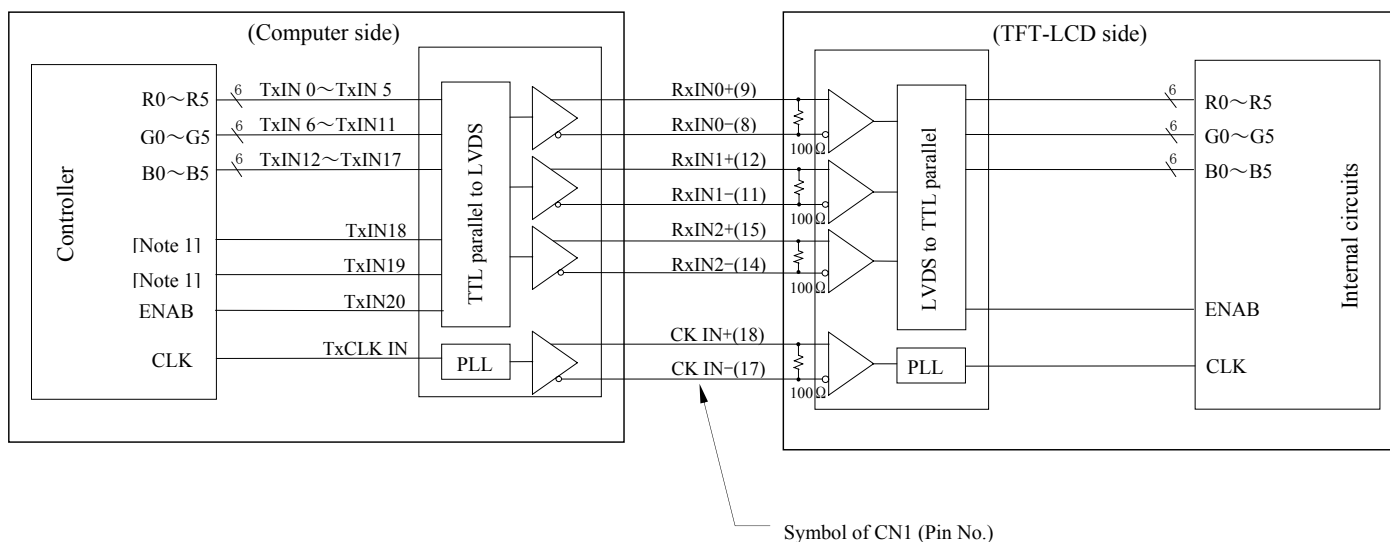 (Computer side)
Controller
R0～R5
6
TxIN 0～TxIN 5
G0～G5
6
TxIN 6～TxIN11
B0～B5
6
TxIN12～TxIN17
[Note 1]
TxIN18
[Note 1]
TxIN19
ENAB
TxIN20
CLK
TxCLK IN
TTL parallel to LVDS
PLL
RxIN0+(9)
RxIN0−(8)
RxIN1+(12)
RxIN1−(11)
RxIN2+(15)
RxIN2−(14)
CK IN+(18)
CK IN−(17)
(TFT-LCD side)
100Ω
100Ω
100Ω
100Ω
LVDS to TTL parallel
PLL
6
R0～R5
6
G0～G5
6
B0～B5
ENAB
CLK
Internal circuits
Symbol of CN1 (Pin No.)